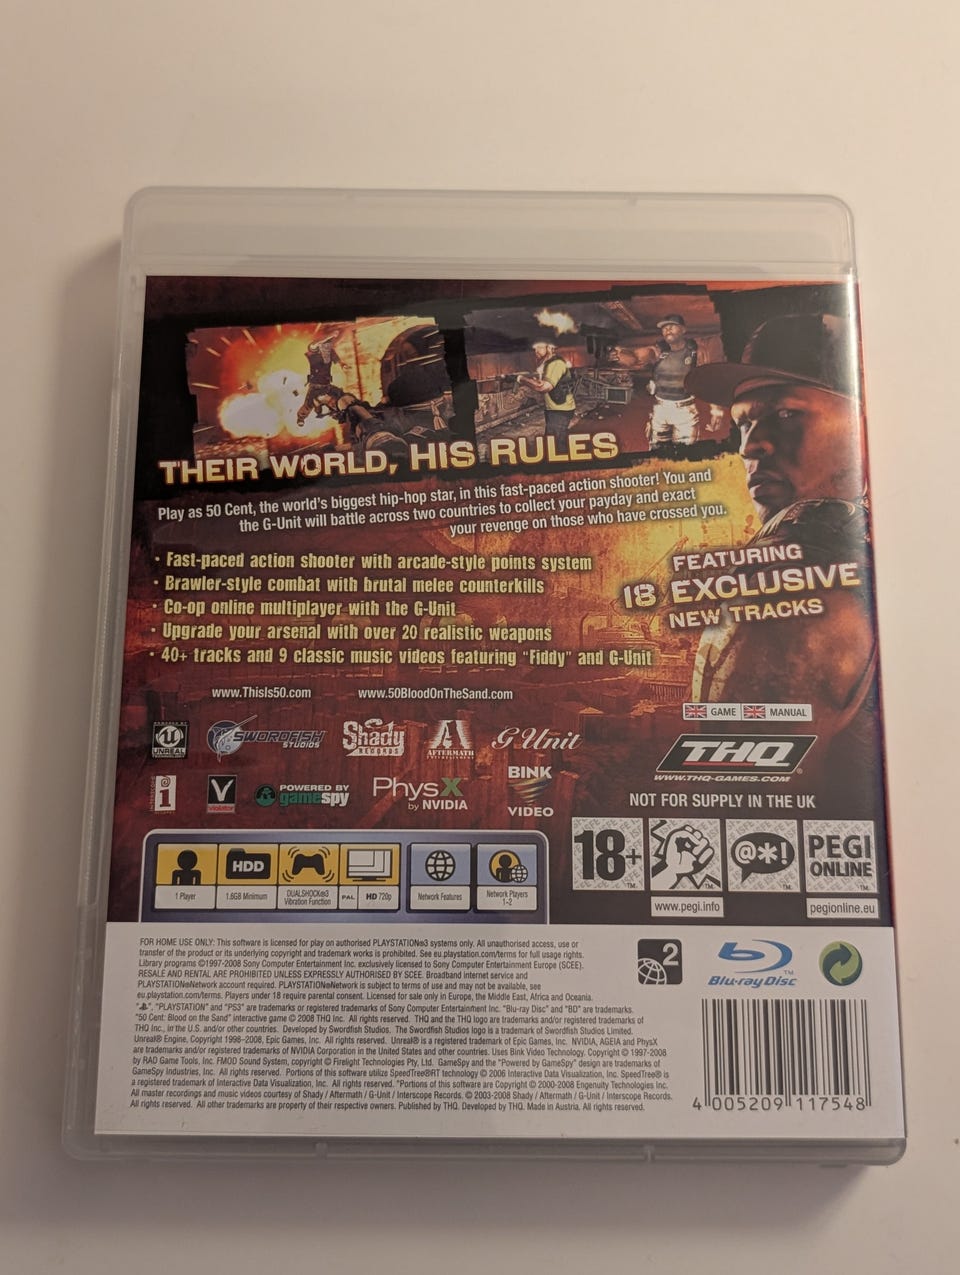 THEIR WORLD, HIS RULES
Play as 50 Cent, the world's biggest hip-hop star, in this fast-paced action shooter! You and
the G-Unit will battle across two countries to collect your payday and exact
your revenge on those who have crossed you.
· Fast-paced action shooter with arcade-style points system
· Brawler-style combat with brutal melee counterkills
· Co-op online multiplayer with the G-Unit
· Upgrade your arsenal with over 20 realistic weapons
· 40+ tracks and 9 classic music videos featuring "Fiddy" and G-Unit
FEATURING
18 EXCLUSIVE
NEW TRACKS
www.ThisIs50.com www.50BloodOnTheSand.com
GAME MANUAL
POWERED BY
UNREAL
TECHNOLOGY
SWORDFISH
STUDIOS
Shady
RECORDS
AFTERMATH
ENTERTAINMENT
G Unit
THQ
WWW.THQ-GAMES.COM
INTERSCOPE
i
V
violator
POWERED BY
gamespy
PhysX
by NVIDIA
BINK
VIDEO
NOT FOR SUPPLY IN THE UK
18+
TM
@*!
PEGI
ONLINE
www.pegi.info
pegionline.eu
HDD
1 Player
1.6GB Minimum
DUALSHOCK®3
Vibration Function
PAL HD 720p
Network Features
Network Players
1-2
FOR HOME USE ONLY: This software is licensed for play on authorised PLAYSTATION®3 systems only. All unauthorised access, use or
transfer of the product or its underlying copyright and trademark works is prohibited. See eu.playstation.com/terms for full usage rights.
Library programs ©1997-2008 Sony Computer Entertainment Inc. exclusively licensed to Sony Computer Entertainment Europe (SCEE).
RESALE AND RENTAL ARE PROHIBITED UNLESS EXPRESSLY AUTHORISED BY SCEE. Broadband internet service and
PLAYSTATION®Network account required. PLAYSTATION®Network is subject to terms of use and may not be available, see
eu.playstation.com/terms. Players under 18 require parental consent. Licensed for sale only in Europe, the Middle East, Africa and Oceania.
", "PLAYSTATION" and "PS3" are trademarks or registered trademarks of Sony Computer Entertainment Inc. "Blu-ray Disc" and "BD" are trademarks.
"50 Cent: Blood on the Sand" interactive game © 2008 THQ Inc. All rights reserved. THQ and the THQ logo are trademarks and/or registered trademarks of
THQ Inc., in the U.S. and/or other countries. Developed by Swordfish Studios. The Swordfish Studios logo is a trademark of Swordfish Studios Limited.
Unreal® Engine, Copyright 1998–2008, Epic Games, Inc. All rights reserved. Unreal® is a registered trademark of Epic Games, Inc. NVIDIA, AGEIA and PhysX
are trademarks and/or registered trademarks of NVIDIA Corporation in the United States and other countries. Uses Bink Video Technology. Copyright © 1997-2008
by RAD Game Tools, Inc. FMOD Sound System, copyright © Firelight Technologies Pty, Ltd. GameSpy and the "Powered by GameSpy" design are trademarks of
GameSpy Industries, Inc. All rights reserved. Portions of this software utilize SpeedTree®RT Technology © 2006 Interactive Data Visualization, Inc. SpeedTree® is
a registered trademark of Interactive Data Visualization, Inc. All rights reserved. "Portions of this software are Copyright © 2000-2008 Engenuity Technologies Inc.
All master recordings and music videos courtesy of Shady / Aftermath / G-Unit / Interscope Records. © 2003-2008 Shady / Aftermath / G-Unit / Interscope Records.
All rights reserved. All other trademarks are property of their respective owners. Published by THQ. Developed by THQ. Made in Austria. All rights reserved.
2
Blu-ray Disc
TM
4 005209 117548